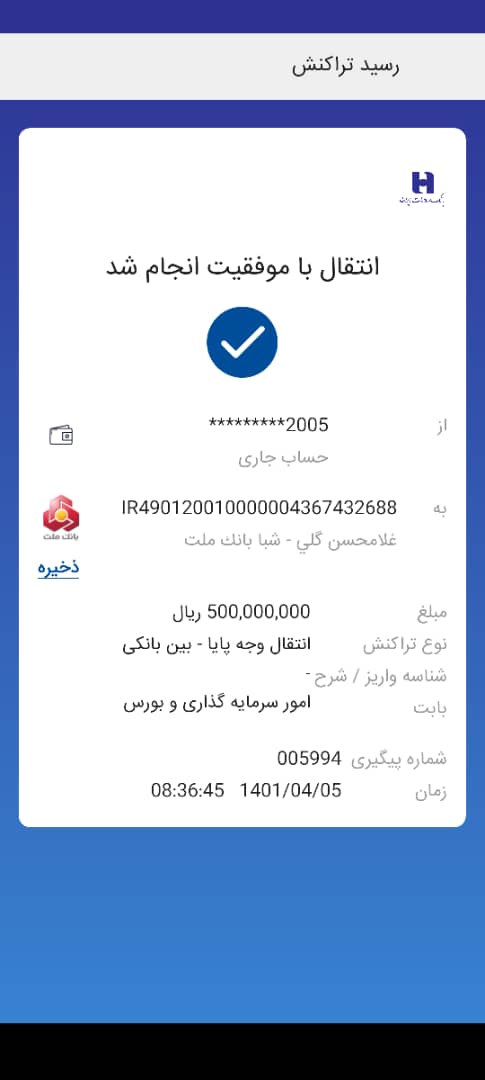 رسید تراکنش
بانک صادرات ایران
انتقال با موفقیت انجام شد
از 2005*********
حساب جاری
به IR490120010000004367432688
غلامحسن گلي - شبا بانك ملت
بانك ملت
ذخیره
مبلغ 500,000,000 ریال
نوع تراکنش انتقال وجه پایا - بین بانکی
شناسه واریز / شرح -
بابت امور سرمایه گذاری و بورس
شماره پیگیری 005994
زمان 1401/04/05 08:36:45